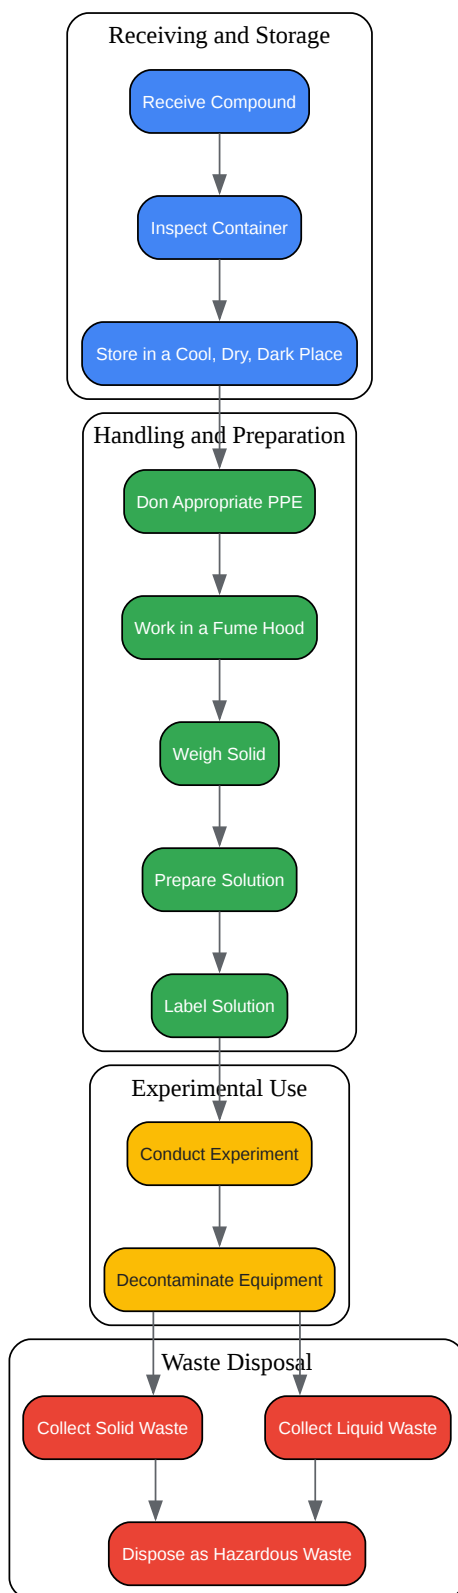 Receiving and Storage
Receive Compound
Inspect Container
Store in a Cool, Dry, Dark Place
Handling and Preparation
Don Appropriate PPE
Work in a Fume Hood
Weigh Solid
Prepare Solution
Label Solution
Experimental Use
Conduct Experiment
Decontaminate Equipment
Waste Disposal
Collect Solid Waste
Collect Liquid Waste
Dispose as Hazardous Waste